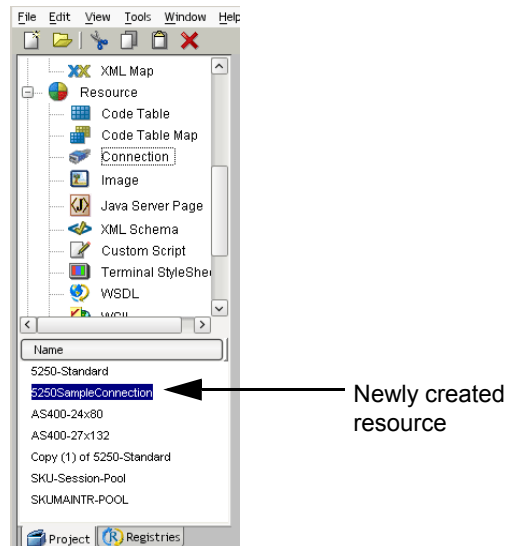 File Edit View Tools Window Help
XML Map
Resource
Code Table
Code Table Map
Connection
Image
Java Server Page
XML Schema
Custom Script
Terminal StyleShe
WSDL
WSIL
Name
5250-Standard
5250SampleConnection
Newly created
resource
AS400-24x80
AS400-27x132
Copy (1) of 5250-Standard
SKU-Session-Pool
SKUMAINTR-POOL
Project Registries